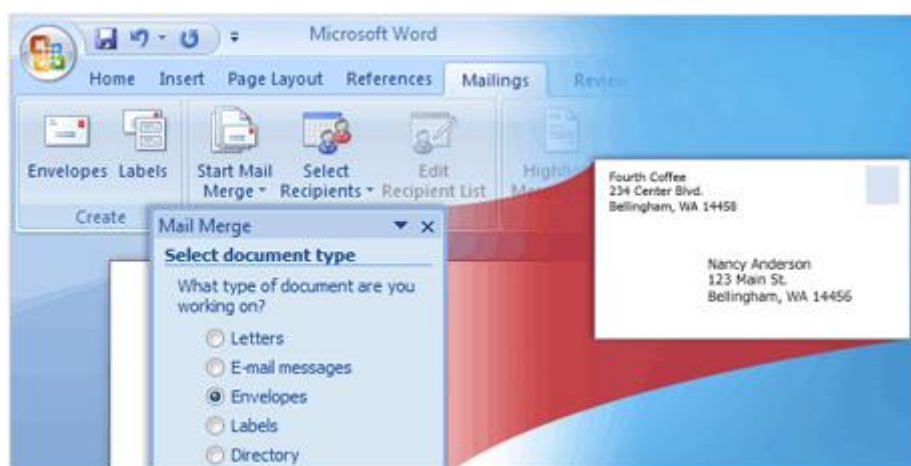 Microsoft Word
Home Insert Page Layout References Mailings Review
Envelopes Labels Start Mail Merge Select Recipients Edit Recipient List
Create
Mail Merge
Select document type
What type of document are you
working on?
Letters
E-mail messages
Envelopes
Labels
Directory
Fourth Coffee
234 Center Blvd.
Bellingham, WA 14458
Nancy Anderson
123 Main St.
Bellingham, WA 14456